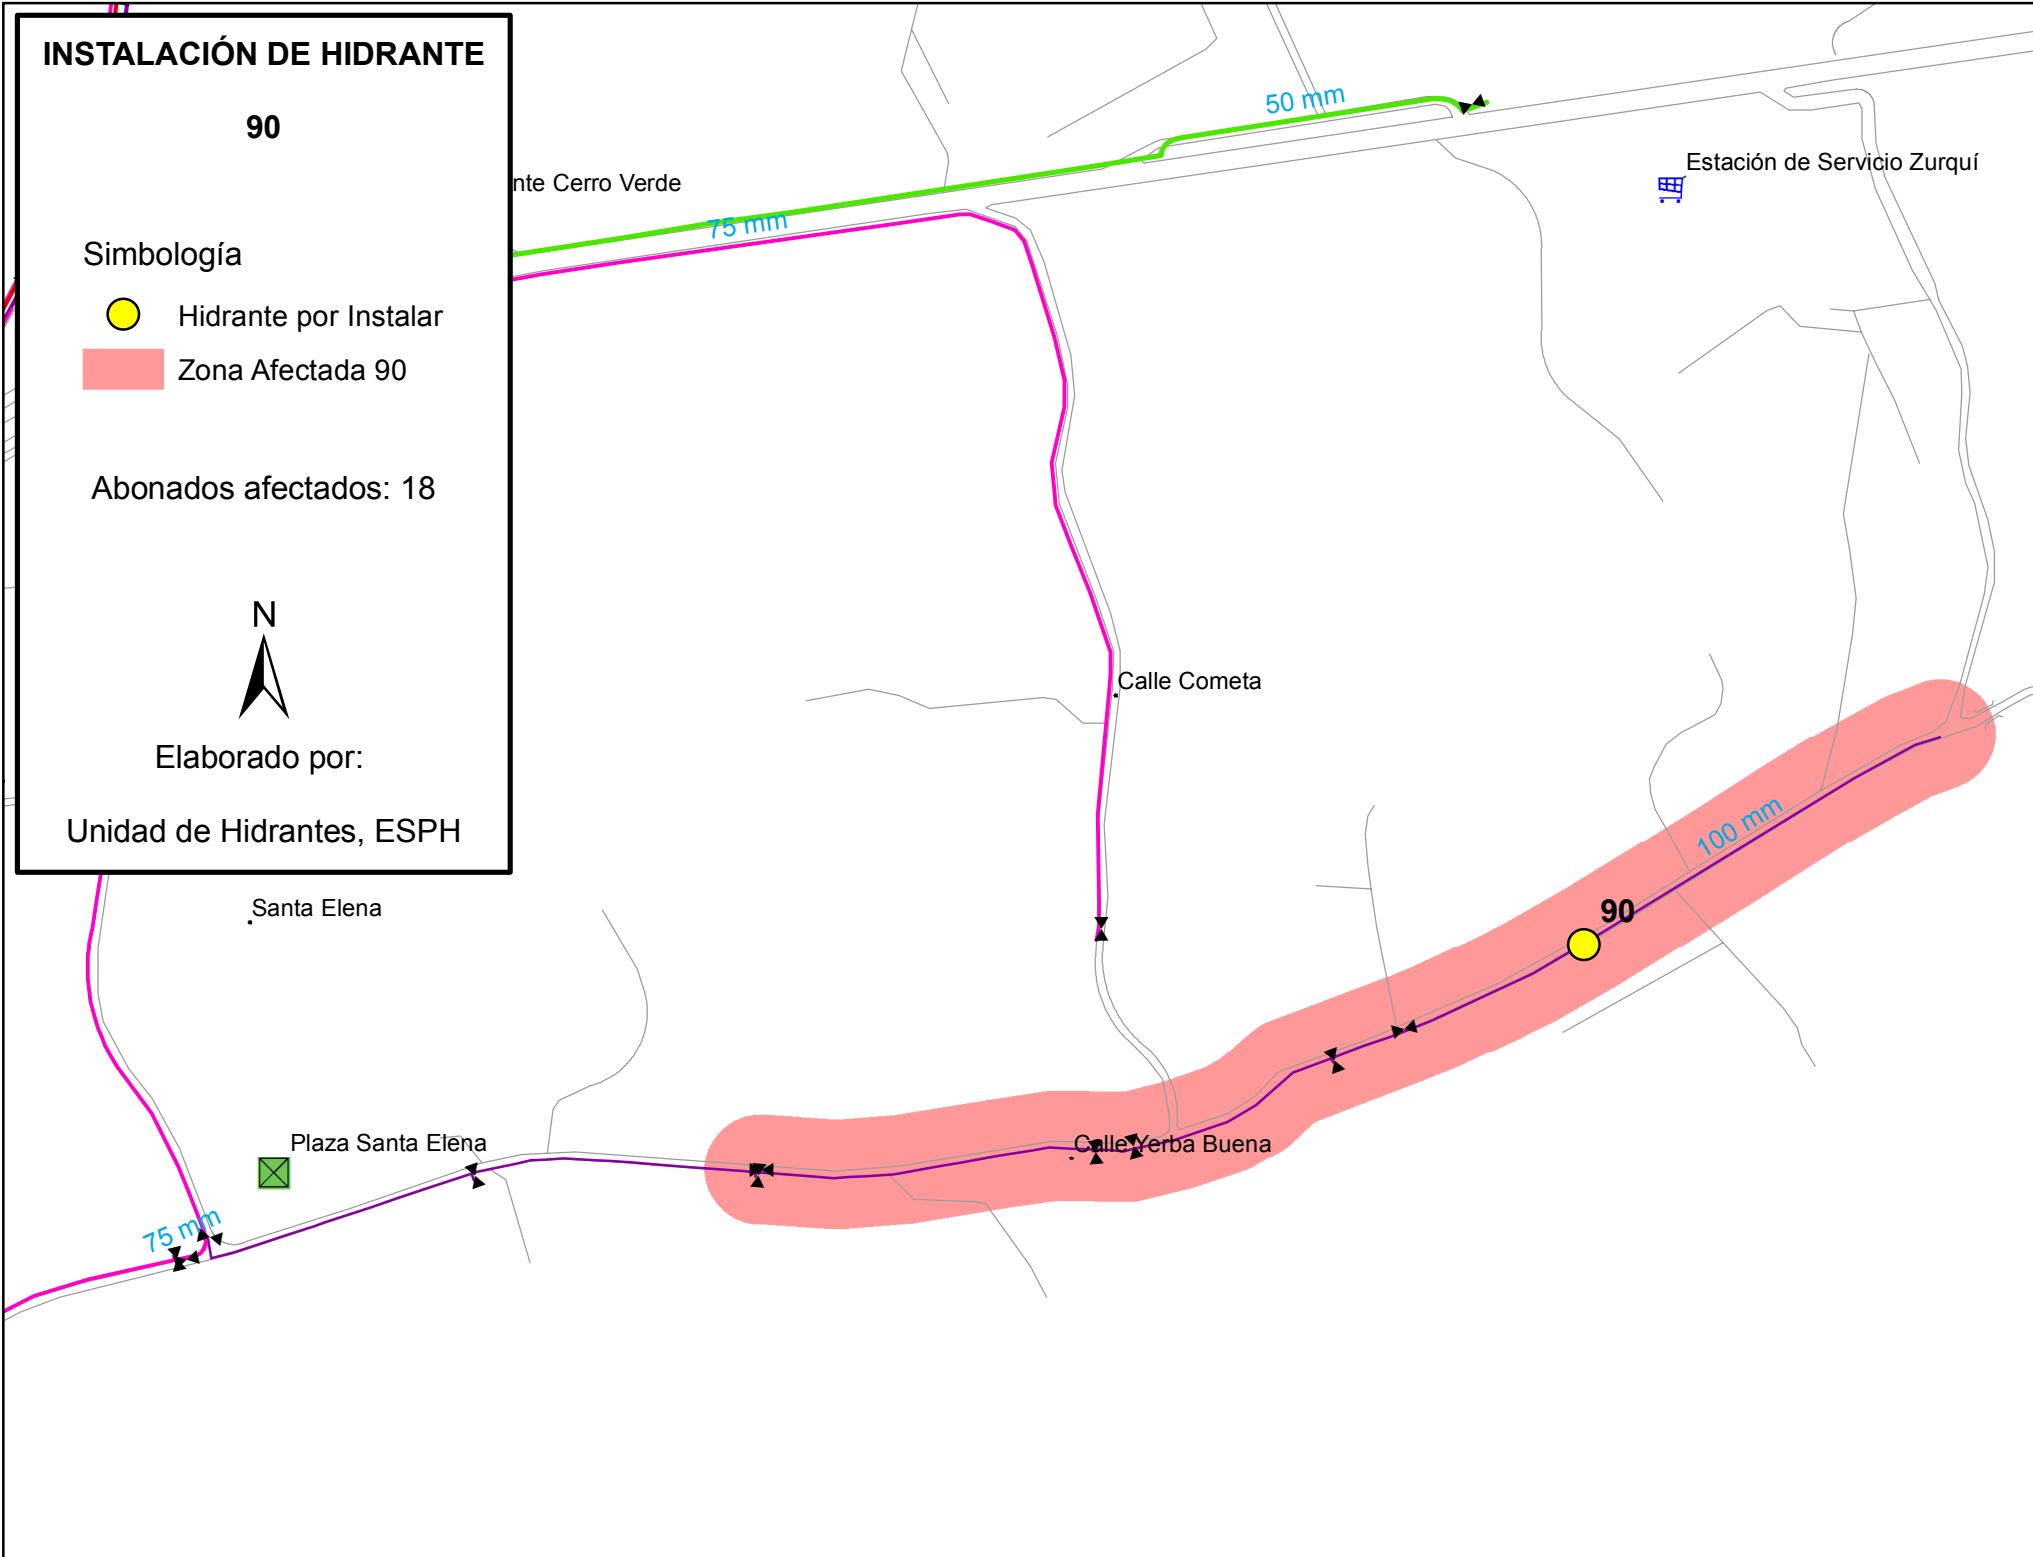 INSTALACIÓN DE HIDRANTE
90
Simbología
Hidrante por Instalar
Zona Afectada 90
Abonados afectados: 18
N
Elaborado por:
Unidad de Hidrantes, ESPH
50 mm
Estación de Servicio Zurquí
nte Cerro Verde
75 mm
Calle Cometa
100 mm
90
Santa Elena
Plaza Santa Elena
Calle Yerba Buena
75 mm